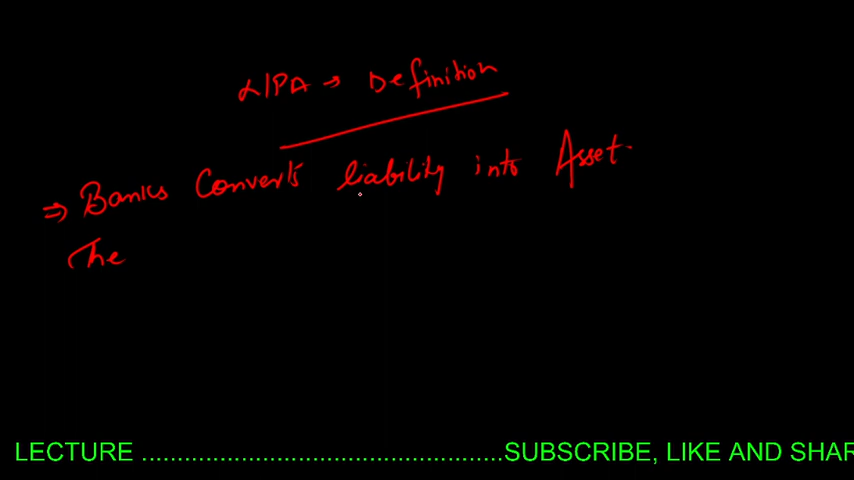 NPA → Definition
⇒ Banks Converts liability into Asset.
The
LECTURE ...................................................SUBSCRIBE, LIKE AND SHAR